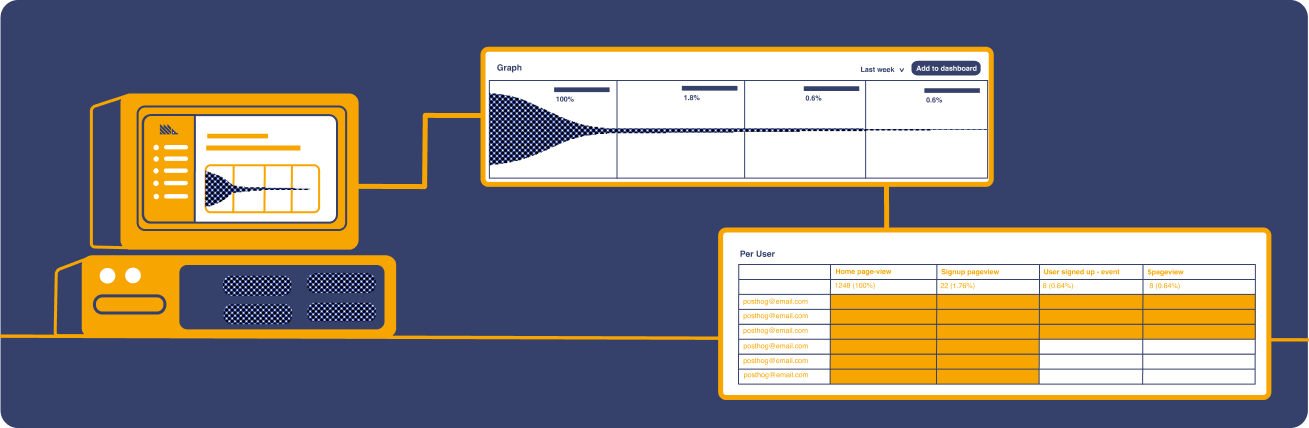 Graph
Last week v Add to dashboard
100% 1.8% 0.6% 0.6%
Per User
Home page-view Signup pageview User signed up - event $pageview
1248 (100%) 22 (1.76%) 8 (0.64%) 8 (0.64%)
posthog@email.com
posthog@email.com
posthog@email.com
posthog@email.com
posthog@email.com
posthog@email.com